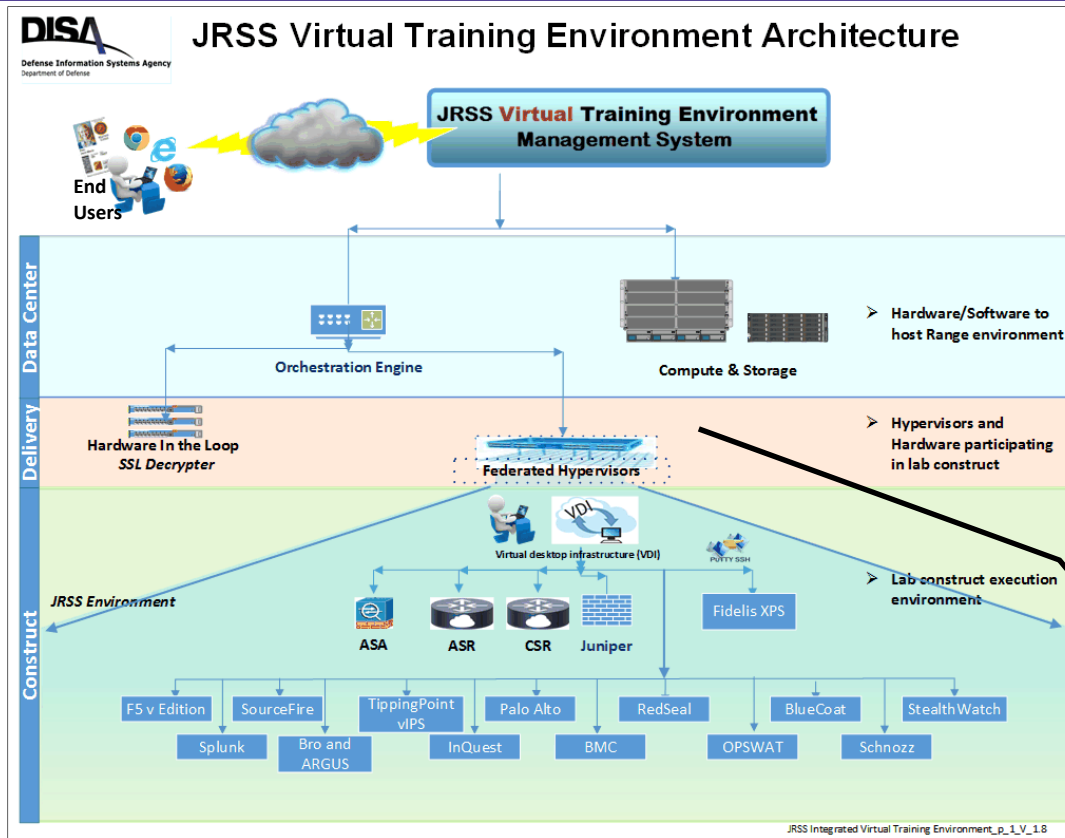 DISA
Defense Information Systems Agency
Department of Defense
JRSS Virtual Training Environment Architecture
JRSS Virtual Training Environment
Management System
End
Users
Data Center
Orchestration Engine
Compute & Storage
➢ Hardware/Software to
host Range environment
Delivery
Hardware In the Loop
SSL Decrypter
Federated Hypervisors
➢ Hypervisors and
Hardware participating
in lab construct
Construct
VDI
Virtual desktop infrastructure (VDI)
PUTTY SSH
➢ Lab construct execution
environment
JRSS Environment
ASA
ASR
CSR
Juniper
Fidelis XPS
F5 v Edition
SourceFire
TippingPoint
vIPS
Palo Alto
RedSeal
BlueCoat
StealthWatch
Splunk
Bro and
ARGUS
InQuest
BMC
OPSWAT
Schnozz
JRSS Integrated Virtual Training Environment_p_1_V_1.8